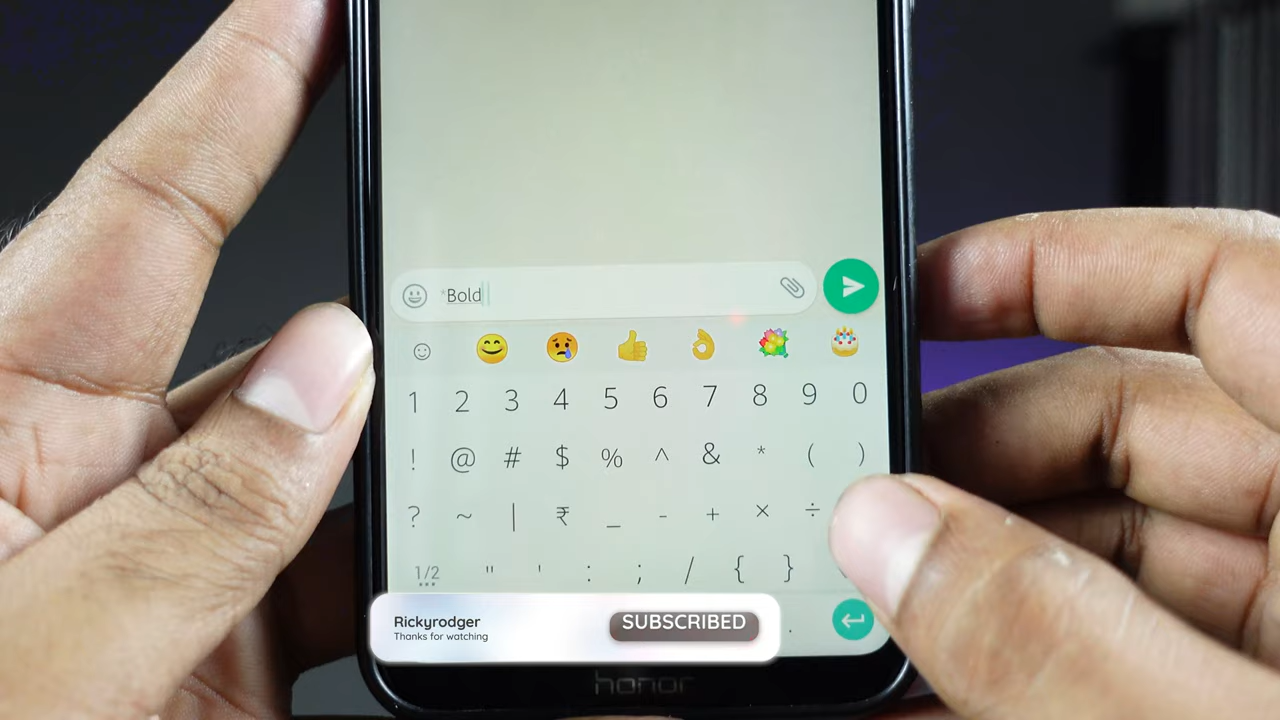 *Bold
1 2 3 4 5 6 7 8 9 0
! @ # $ % ^ & * ( )
? ~ | ₹ _ - + × ÷
1/2 " ' : ; / { }
Rickyrodger
Thanks for watching
SUBSCRIBED
.
honor